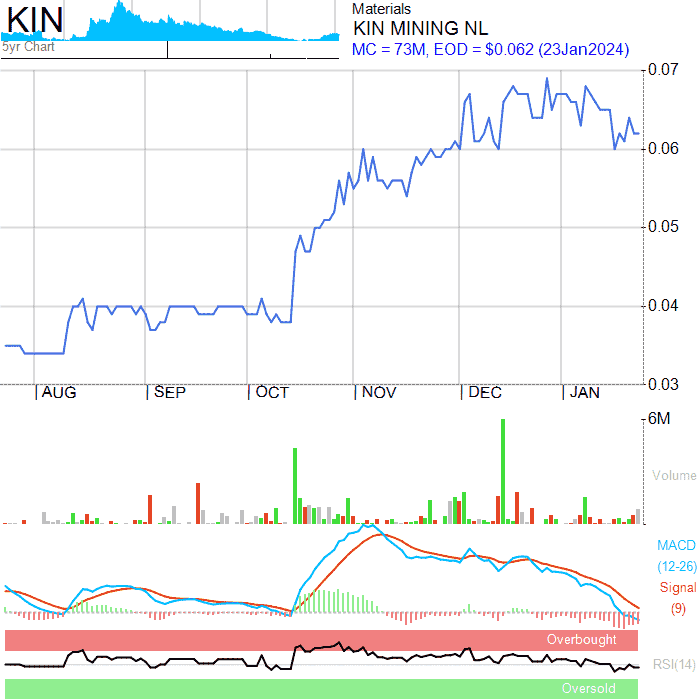 KIN
5yr Chart
Materials
KIN MINING NL
MC = 73M, EOD = $0.062 (23Jan2024)
0.07
0.06
0.05
0.04
0.03
AUG SEP OCT NOV DEC JAN
6M
Volume
MACD
(12-26)
Signal
(9)
Overbought
RSI(14)
Oversold